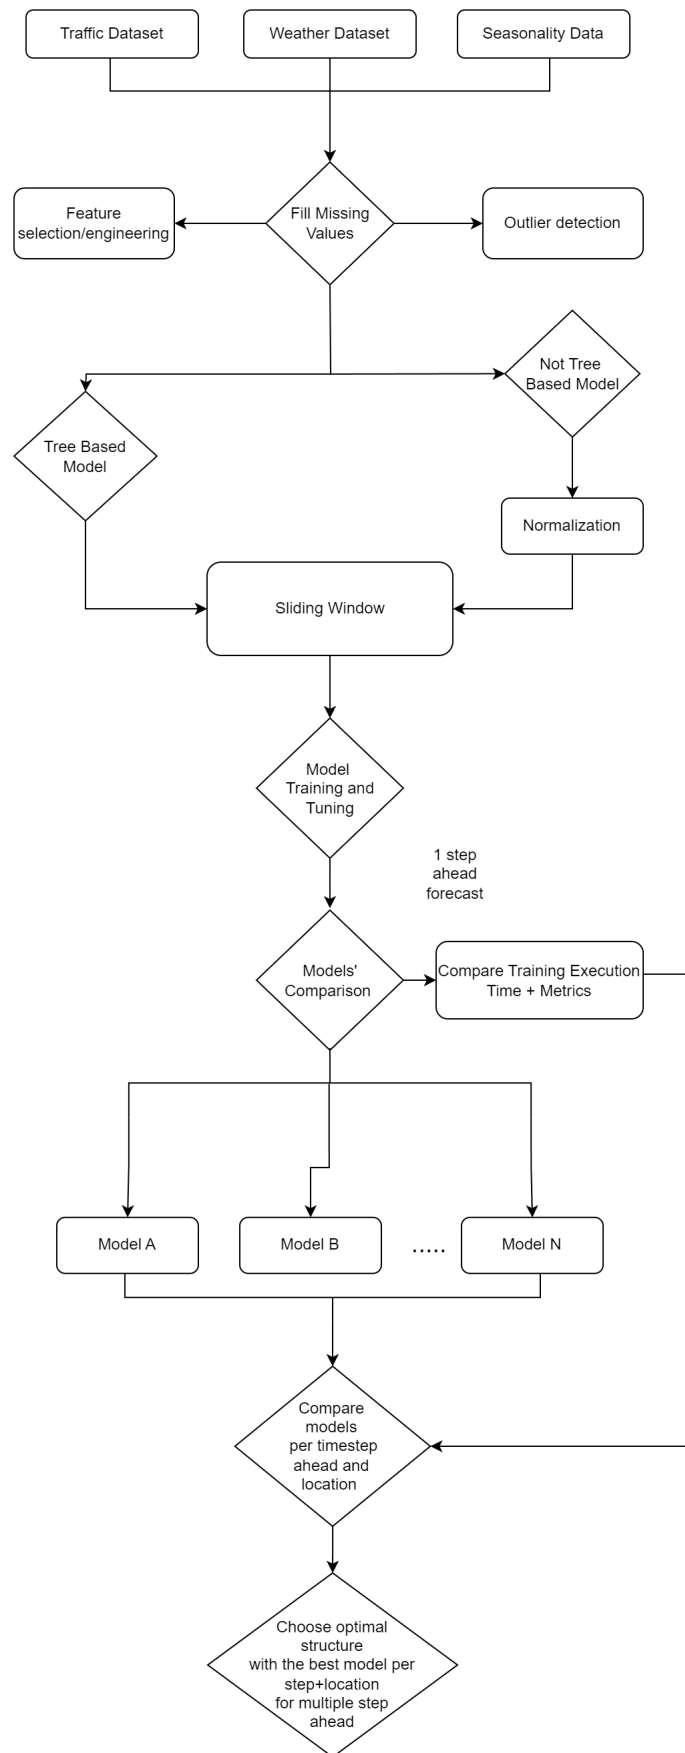 Traffic Dataset
Weather Dataset
Seasonality Data
Feature
selection/engineering
Fill Missing
Values
Outlier detection
Not Tree
Based Model
Tree Based
Model
Normalization
Sliding Window
Model
Training and
Tuning
1 step
ahead
forecast
Models'
Comparison
Compare Training Execution
Time + Metrics
Model A
Model B
.....
Model N
Compare
models
per timestep
ahead and
location
Choose optimal
structure
with the best model per
step+location
for multiple step
ahead